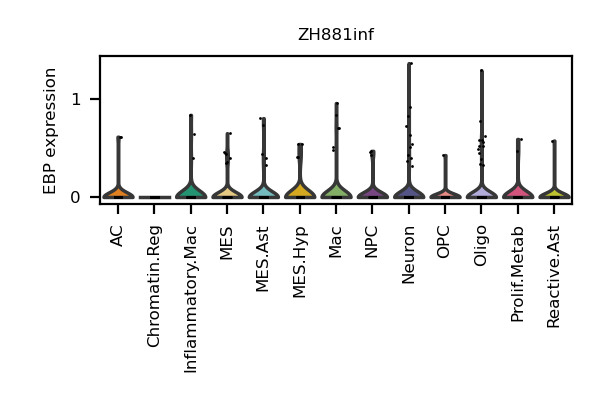 ZH881inf
EBP expression
1
0
AC
Chromatin.Reg
Inflammatory.Mac
MES
MES.Ast
MES.Hyp
Mac
NPC
Neuron
OPC
Oligo
Prolif.Metab
Reactive.Ast